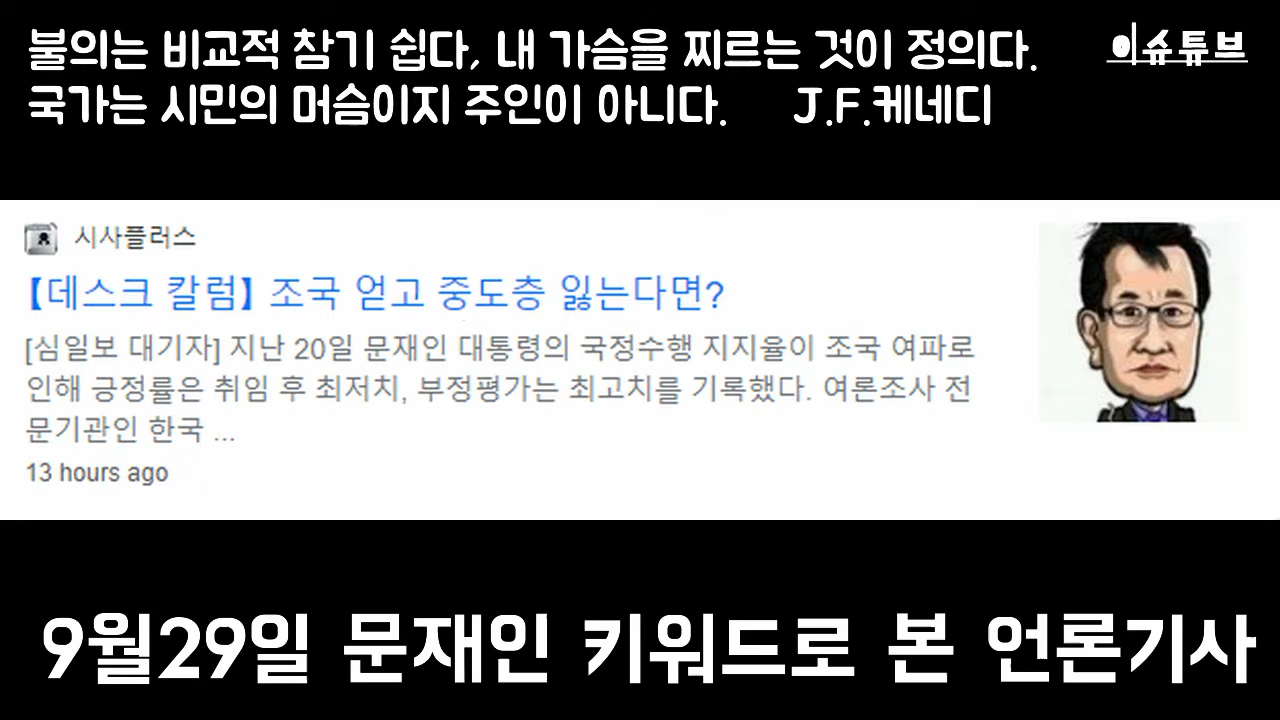 불의는 비교적 참기 쉽다, 내 가슴을 찌르는 것이 정의다.
이슈튜브
국가는 시민의 머슴이지 주인이 아니다. J.F.케네디
시사플러스
【데스크 칼럼】 조국 얻고 중도층 잃는다면?
[심일보 대기자] 지난 20일 문재인 대통령의 국정수행 지지율이 조국 여파로
인해 긍정률은 취임 후 최저치, 부정평가는 최고치를 기록했다. 여론조사 전
문기관인 한국 ...
13 hours ago
9월29일 문재인 키워드로 본 언론기사